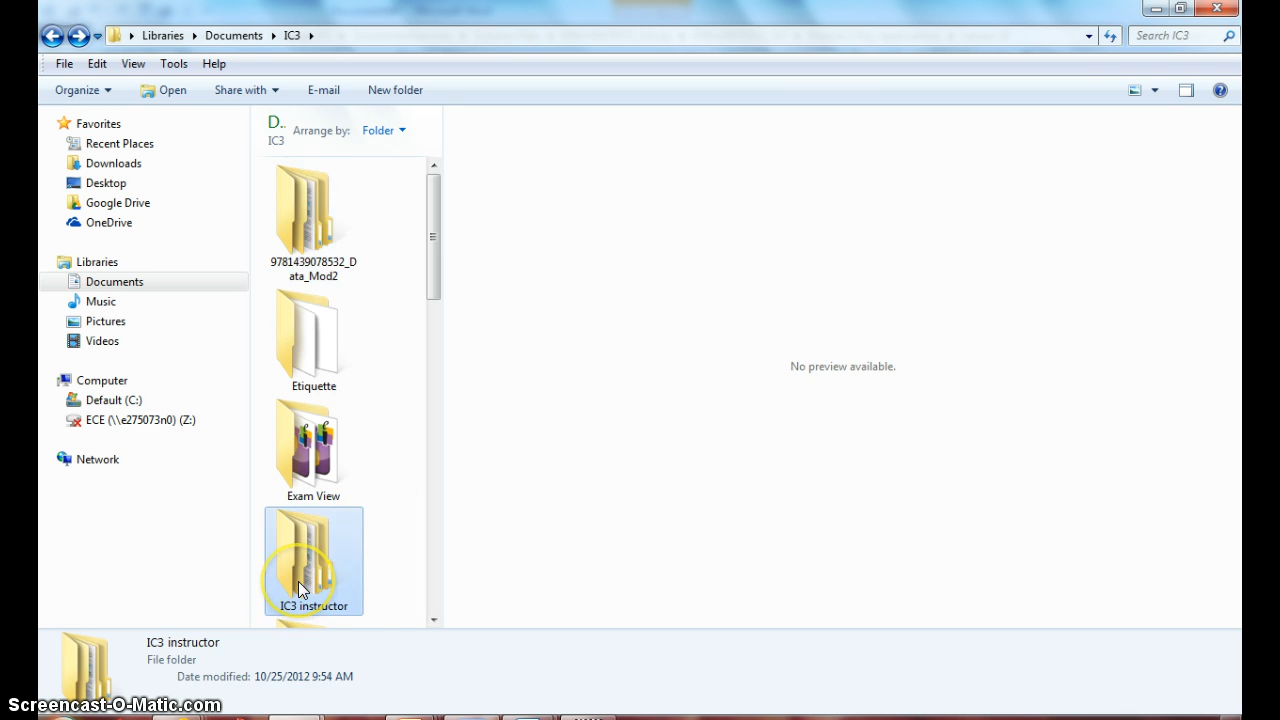 Libraries Documents IC3
Search IC3
File Edit View Tools Help
Organize Open Share with E-mail New folder
Favorites
Recent Places
Downloads
Desktop
Google Drive
OneDrive
Libraries
Documents
Music
Pictures
Videos
Computer
Default (C:)
ECE (\\e275073n0) (Z:)
Network
D..
IC3
Arrange by: Folder
9781439078532_D
ata_Mod2
Etiquette
Exam View
IC3 instructor
No preview available.
IC3 instructor
File folder
Date modified: 10/25/2012 9:54 AM
Screencast-O-Matic.com